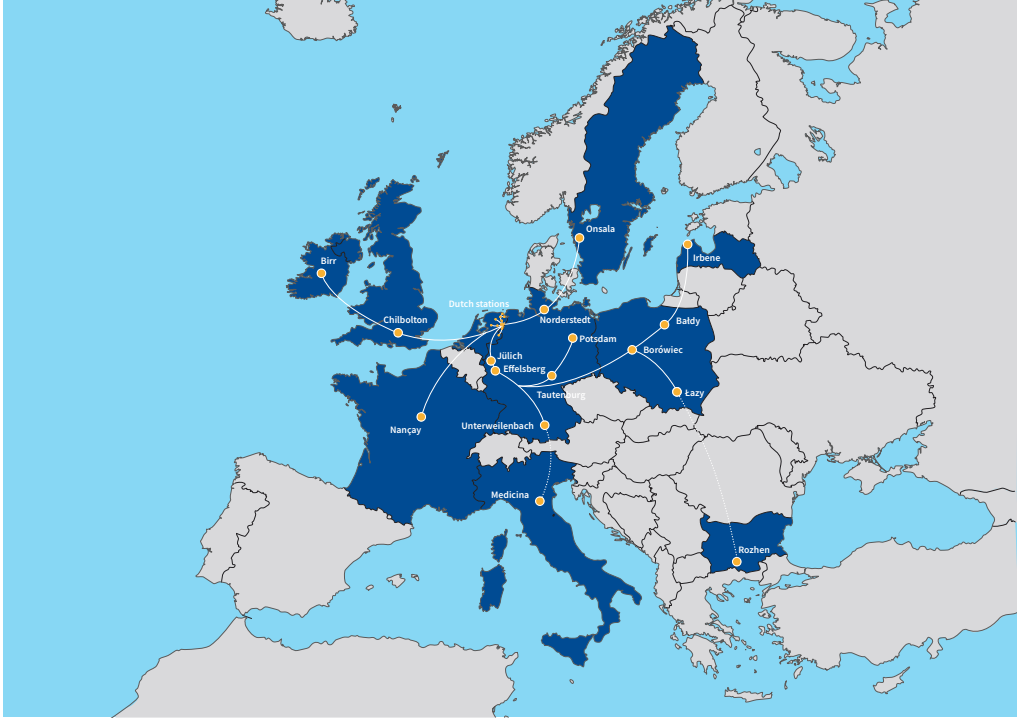 Onsala
Birr
Irbene
Dutch stations
Chilbolton
Norderstedt
Bałdy
Potsdam
Borówiec
Jülich
Effelsberg
Tautenburg
Łazy
Nançay
Unterweilenbach
Medicina
Rozhen